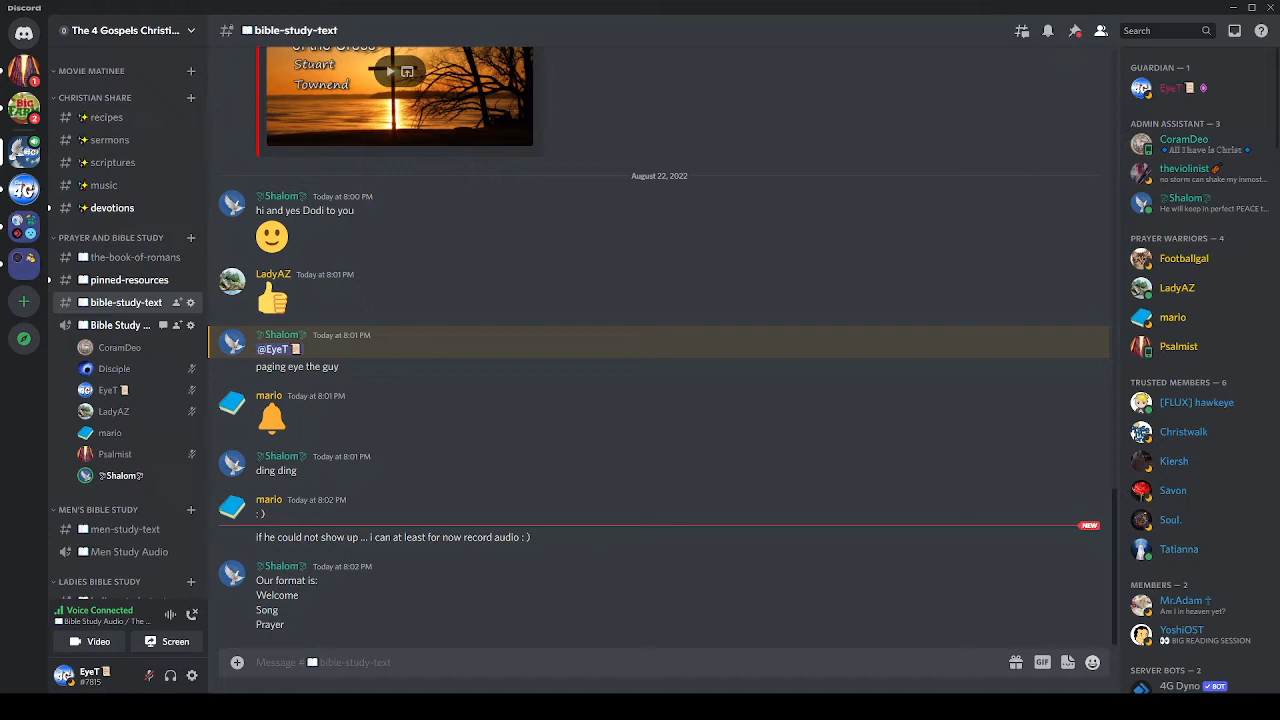 Discord
The 4 Gospels Christi...
MOVIE MATINEE
CHRISTIAN SHARE
recipes
sermons
scriptures
music
devotions
PRAYER AND BIBLE STUDY
the-book-of-romans
pinned-resources
bible-study-text
Bible Study ...
CoramDeo
Disciple
EyeT
LadyAZ
mario
Psalmist
Shalom
MEN'S BIBLE STUDY
men-study-text
Men Study Audio
LADIES BIBLE STUDY
Voice Connected
Bible Study Audio / The ...
Video
Screen
EyeT
#7815
1
2
bible-study-text
Search
of the Cross
Stuart
Townend
August 22, 2022
Shalom Today at 8:00 PM
hi and yes Dodi to you
LadyAZ Today at 8:01 PM
Shalom Today at 8:01 PM
@EyeT
paging eye the guy
mario Today at 8:01 PM
Shalom Today at 8:01 PM
ding ding
mario Today at 8:02 PM
: )
NEW
if he could not show up ... i can at least for now record audio : )
Shalom Today at 8:02 PM
Our format is:
Welcome
Song
Prayer
Message # bible-study-text
GIF
GUARDIAN — 1
EyeT
ADMIN ASSISTANT — 3
CoramDeo
All I have is Christ
theviolinist
no storm can shake my inmost...
Shalom
He will keep in perfect PEACE t...
PRAYER WARRIORS — 4
Footballgal
LadyAZ
mario
Psalmist
TRUSTED MEMBERS — 6
[FLUX] hawkeye
Christwalk
Kiersh
Savon
Soul.
Tatianna
MEMBERS — 2
Mr.Adam ✝
Am I in heaven yet?
YoshiOST
BIG READING SESSION
SERVER BOTS — 2
4G Dyno BOT